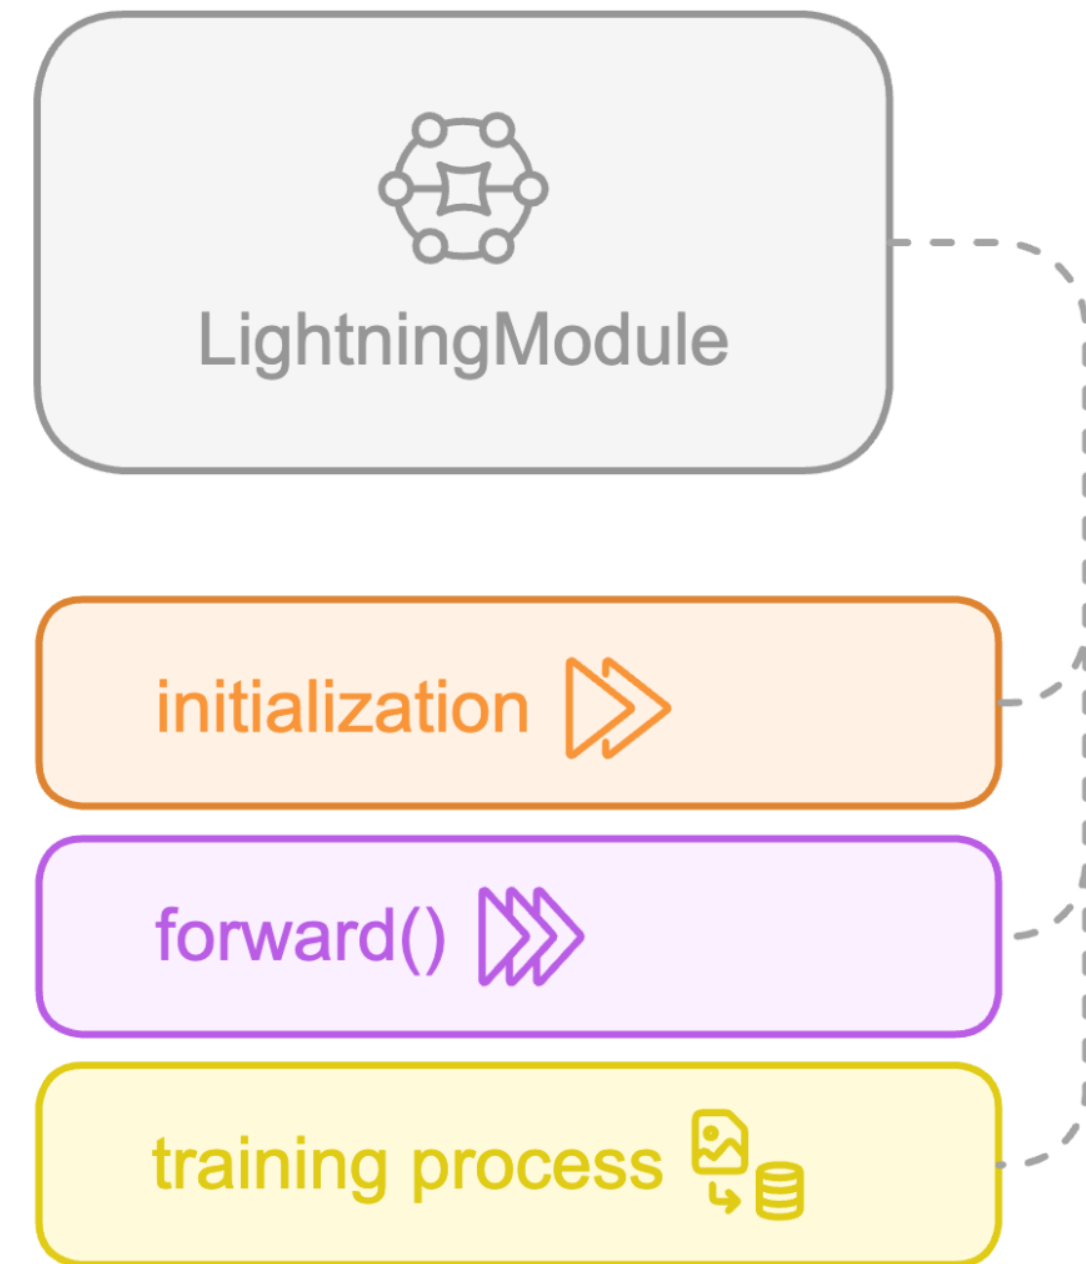 LightningModule
initialization
forward()
training process